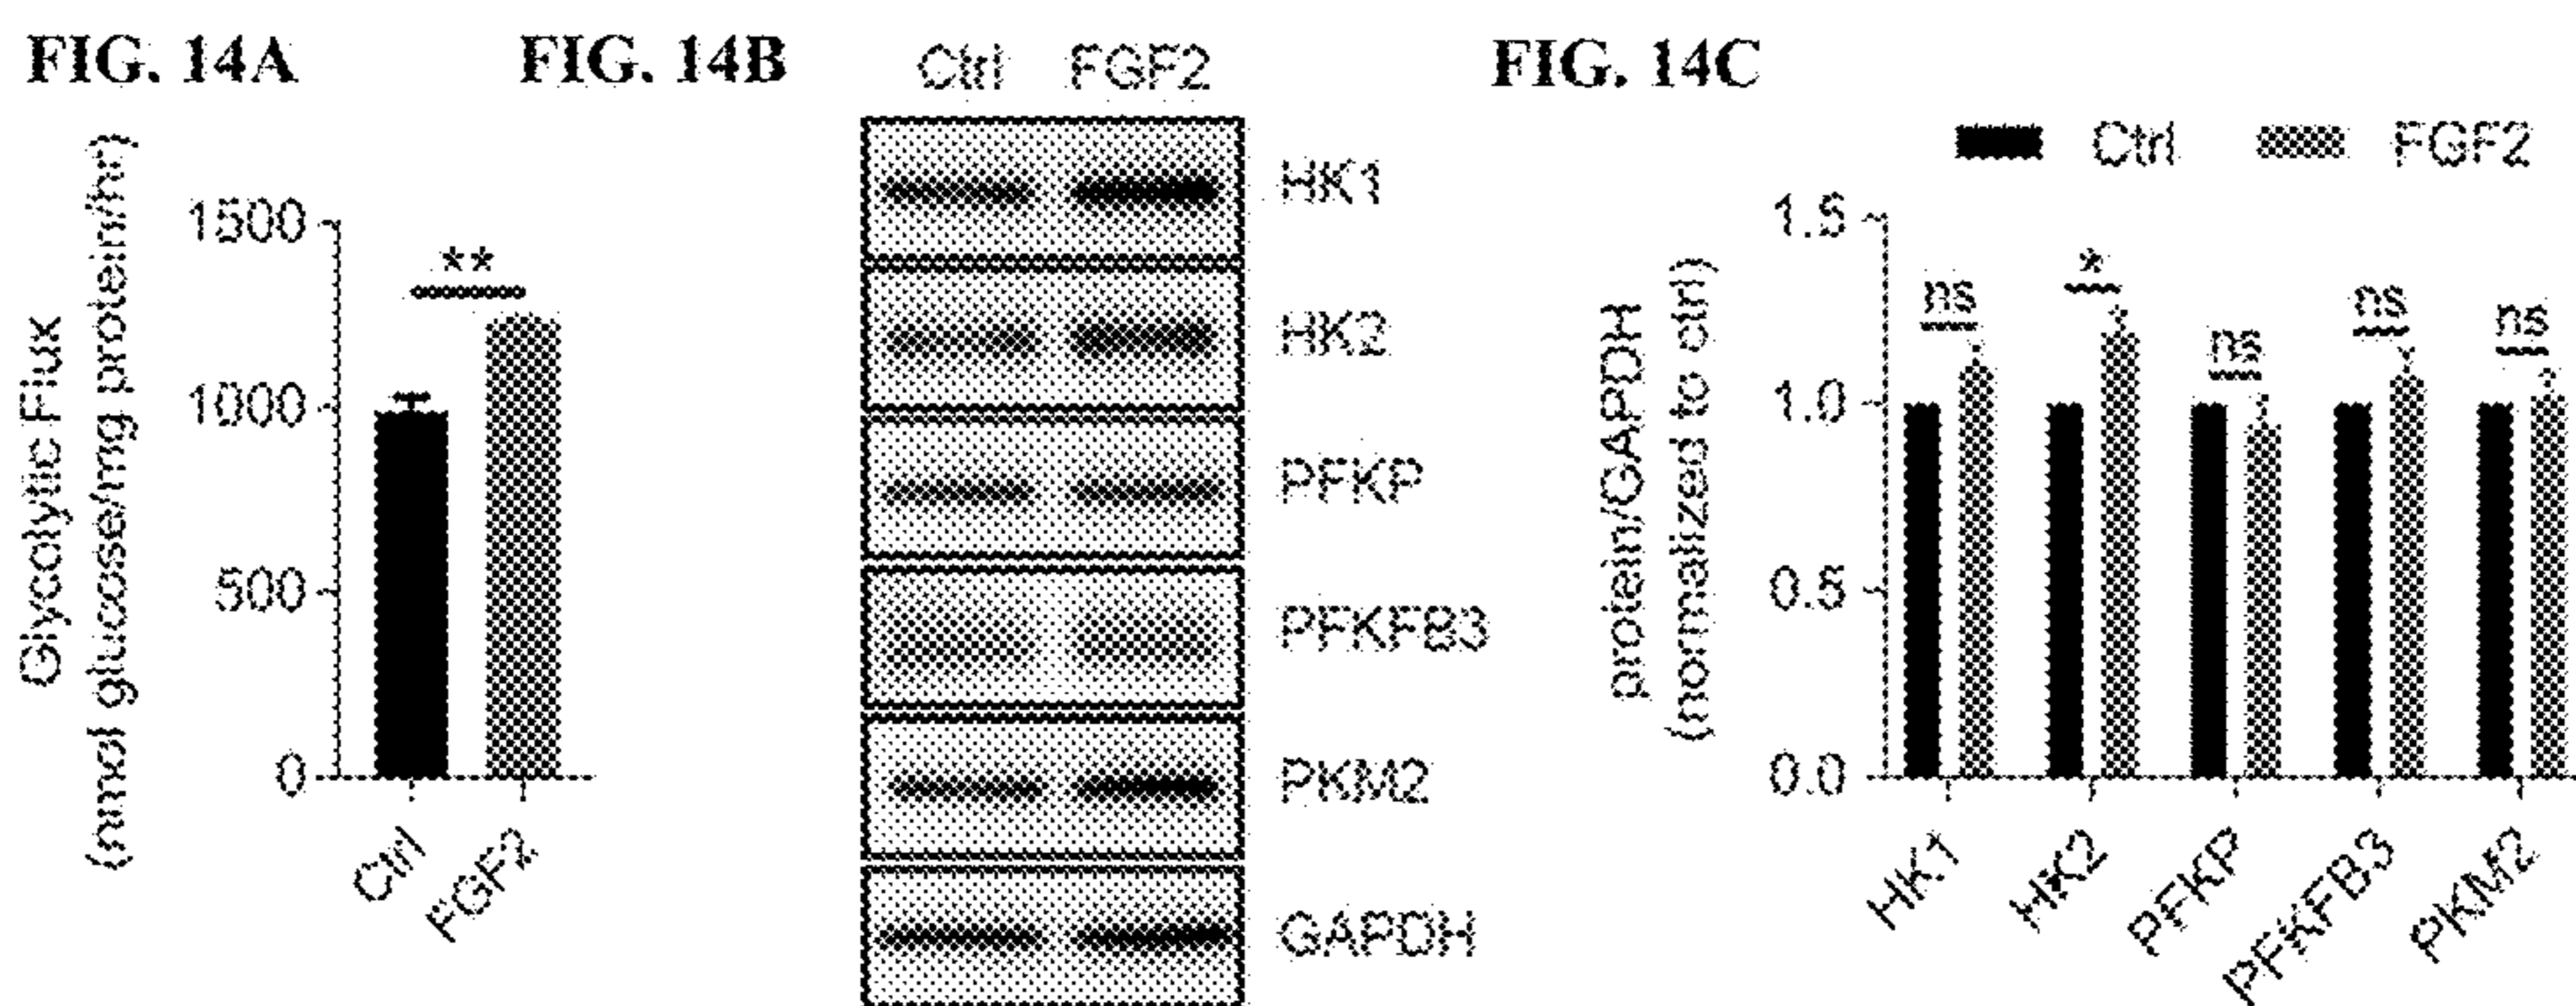 FIG. 14A
Glycolytic Flux
(nmol glucose/mg protein/hr)
1500
1000
500
0
**
Ctrl
FGF2
FIG. 14B
Ctrl FGF2
HK1
HK2
PFKP
PFKFB3
PKM2
GAPDH
FIG. 14C
Ctrl FGF2
protein/GAPDH
(normalized to ctrl)
1.5
1.0
0.5
0.0
ns
*
ns
ns
ns
HK1
HK2
PFKP
PFKFB3
PKM2